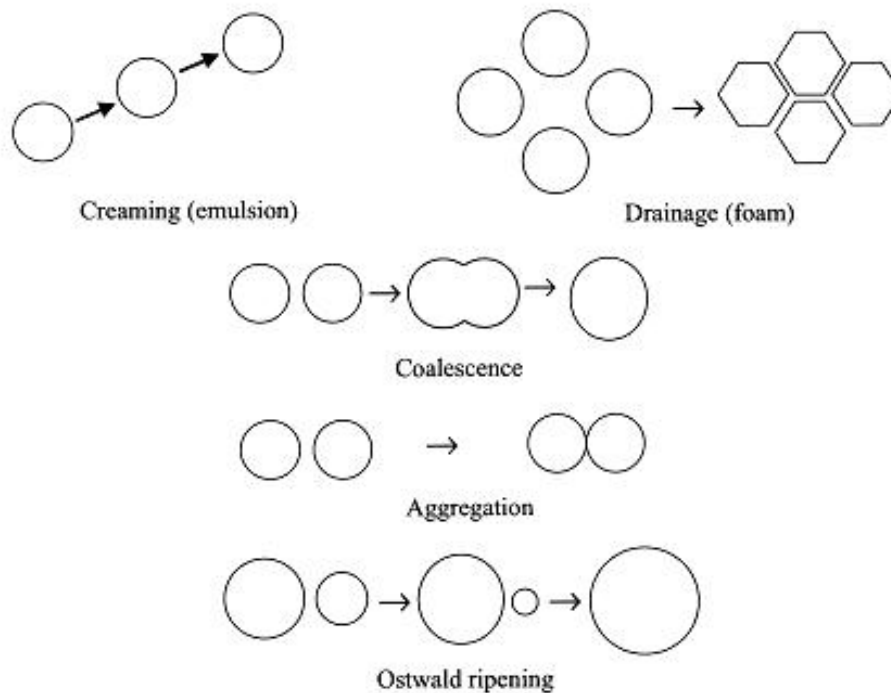 Creaming (emulsion)
Drainage (foam)
Coalescence
Aggregation
Ostwald ripening